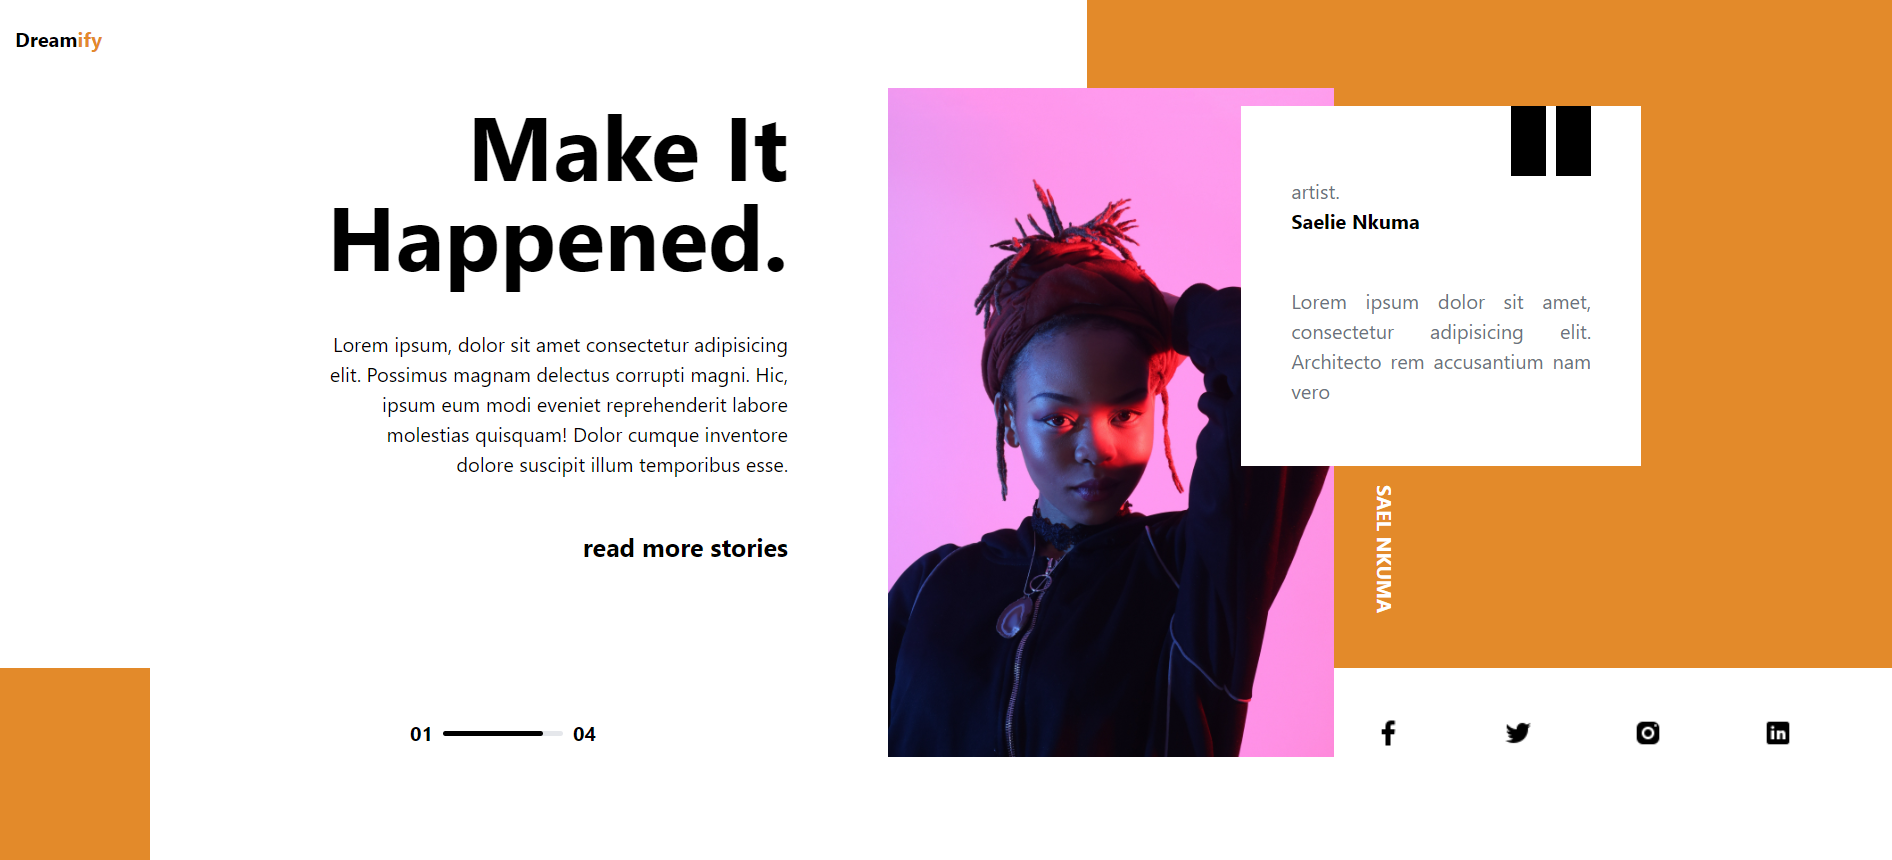 Dreamify
Make It
Happened.
Lorem ipsum, dolor sit amet consectetur adipisicing
elit. Possimus magnam delectus corrupti magni. Hic,
ipsum eum modi eveniet reprehenderit labore
molestias quisquam! Dolor cumque inventore
dolore suscipit illum temporibus esse.
read more stories
01
04
artist.
Saelie Nkuma
Lorem ipsum dolor sit amet,
consectetur adipisicing elit.
Architecto rem accusantium nam
vero
SAEL NKUMA